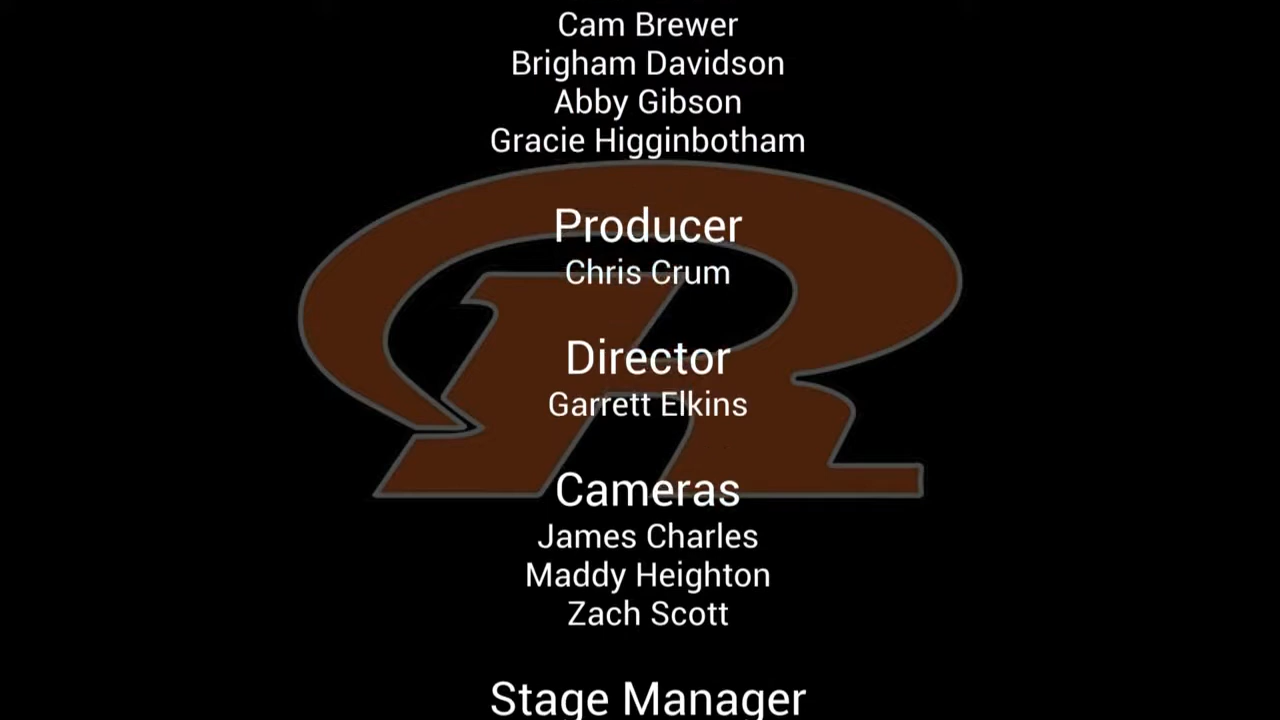 Cam Brewer
Brigham Davidson
Abby Gibson
Gracie Higginbotham
Producer
Chris Crum
Director
Garrett Elkins
Cameras
James Charles
Maddy Heighton
Zach Scott
Stage Manager